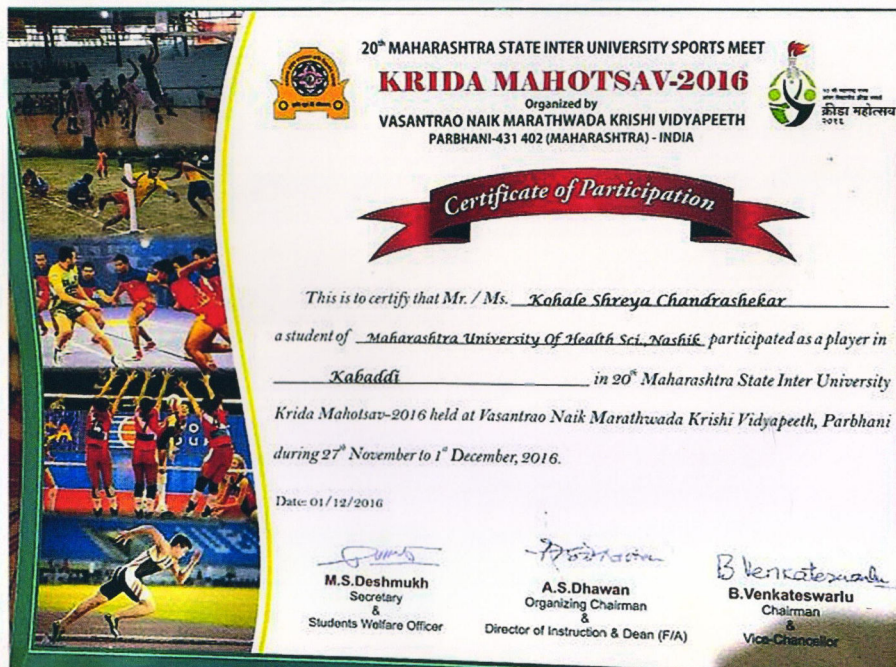 20th MAHARASHTRA STATE INTER UNIVERSITY SPORTS MEET
KRIDA MAHOTSAV-2016
Organized by
VASANTRAO NAIK MARATHWADA KRISHI VIDYAPEETH
PARBHANI-431 402 (MAHARASHTRA) - INDIA
क्रीडा महोत्सव
२०१६
Certificate of Participation
This is to certify that Mr. / Ms. Kohale Shreya Chandrashekar
a student of Maharashtra University Of Health Sci., Nashik participated as a player in
Kabaddi in 20th Maharashtra State Inter University
Krida Mahotsav-2016 held at Vasantrao Naik Marathwada Krishi Vidyapeeth, Parbhani
during 27th November to 1st December, 2016.
Date: 01/12/2016
B Venkateswarlu
M.S.Deshmukh
Secretary
&
Students Welfare Officer
A.S.Dhawan
Organizing Chairman
&
Director of Instruction & Dean (F/A)
B.Venkateswarlu
Chairman
&
Vice-Chancellor